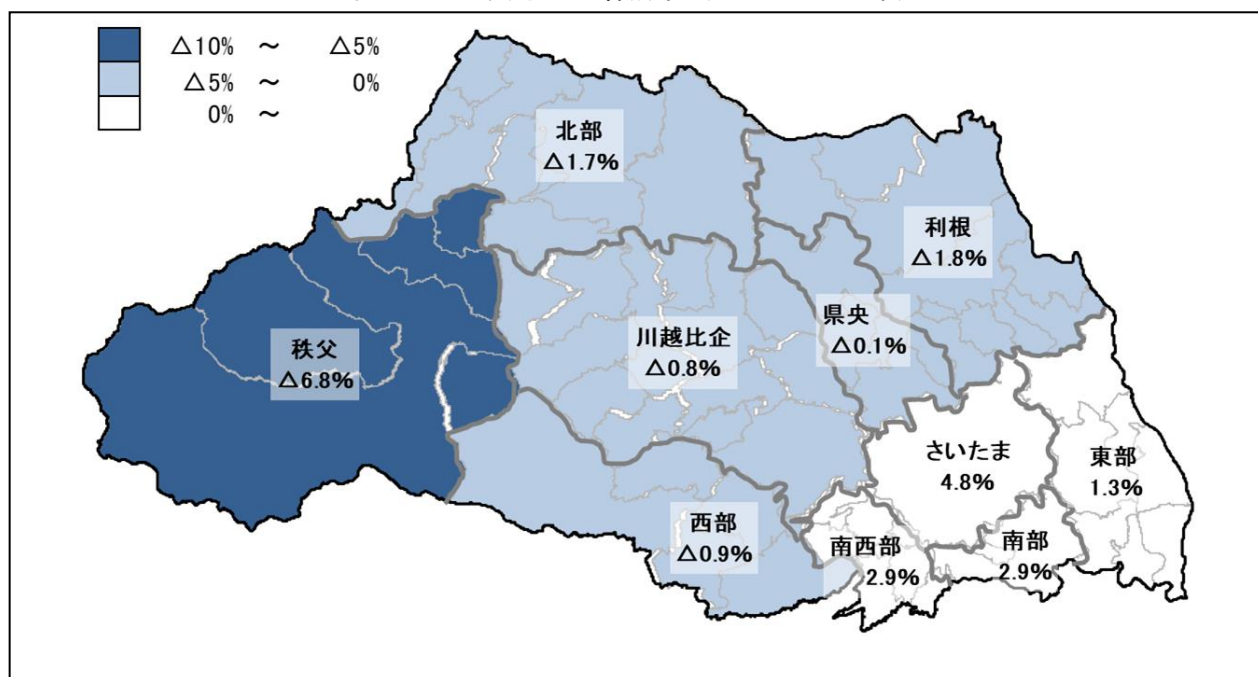 △10% ～ △5%
△5% ～ 0%
0% ～
北部
△1.7%
利根
△1.8%
県央
△0.1%
川越比企
△0.8%
秩父
△6.8%
さいたま
4.8%
東部
1.3%
西部
△0.9%
南西部
2.9%
南部
2.9%